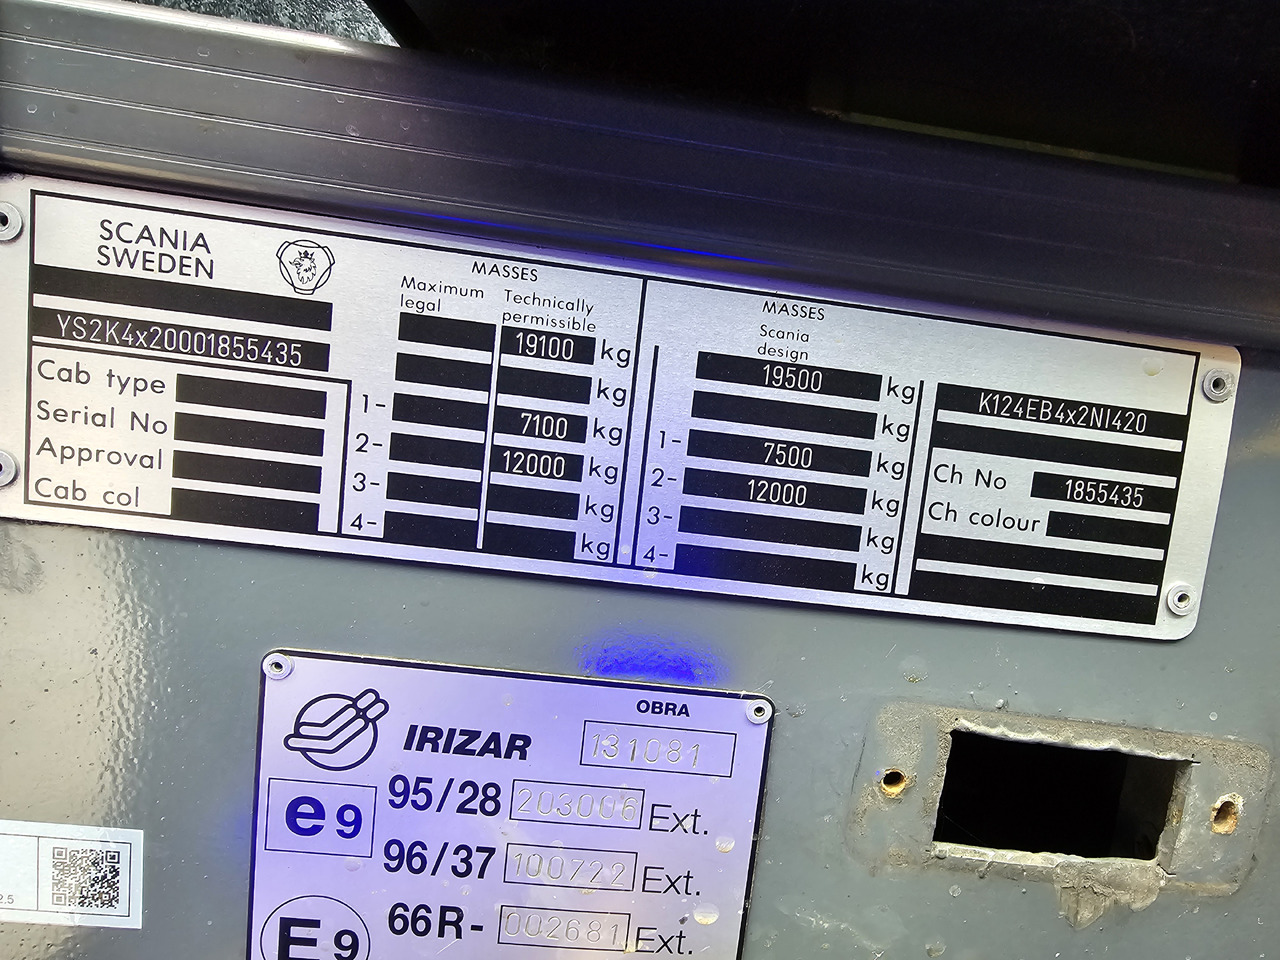 SCANIA
SWEDEN
YS2K4x20001855435
Cab type
Serial No
Approval
Cab col
MASSES
Maximum legal
Technically permissible
19100 kg
kg
1- 7100 kg
2- 12000 kg
3- kg
4- kg
MASSES
Scania design
19500 kg
kg
1- 7500 kg
2- 12000 kg
3- kg
4- kg
K124EB4x2NI420
Ch No 1855435
Ch colour
IRIZAR
OBRA
131081
e9
95/28 203006 Ext.
96/37 100722 Ext.
E9
66R- 002681 Ext.
2.5